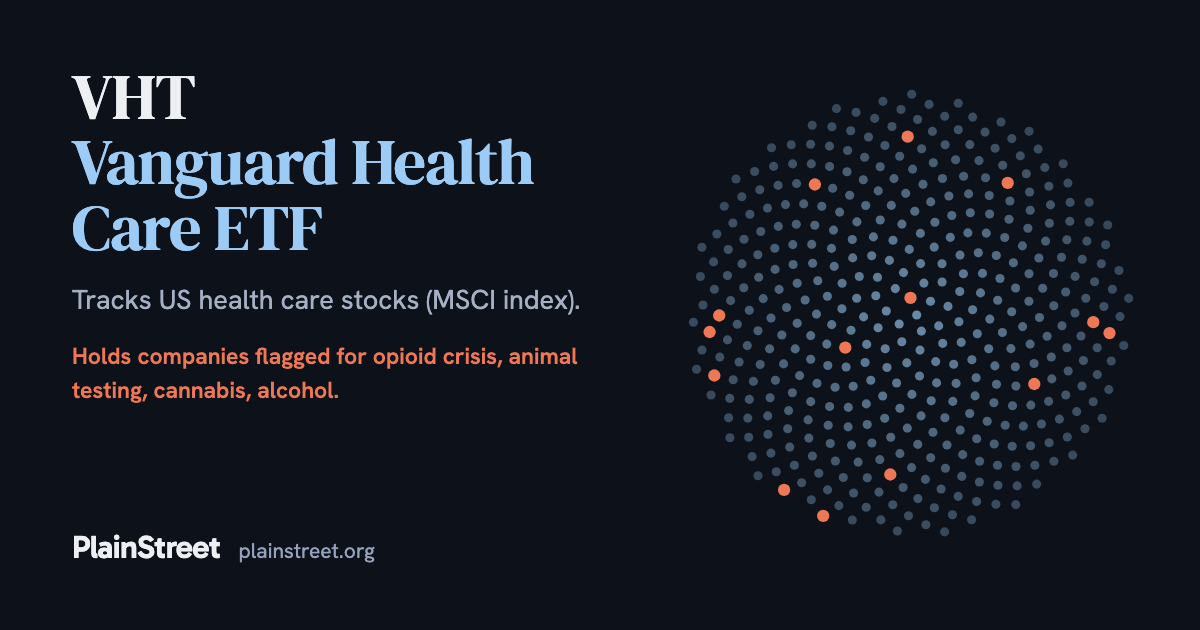 VHT
Vanguard Health
Care ETF
Tracks US health care stocks (MSCI index).
Holds companies flagged for opioid crisis, animal
testing, cannabis, alcohol.
PlainStreet plainstreet.org